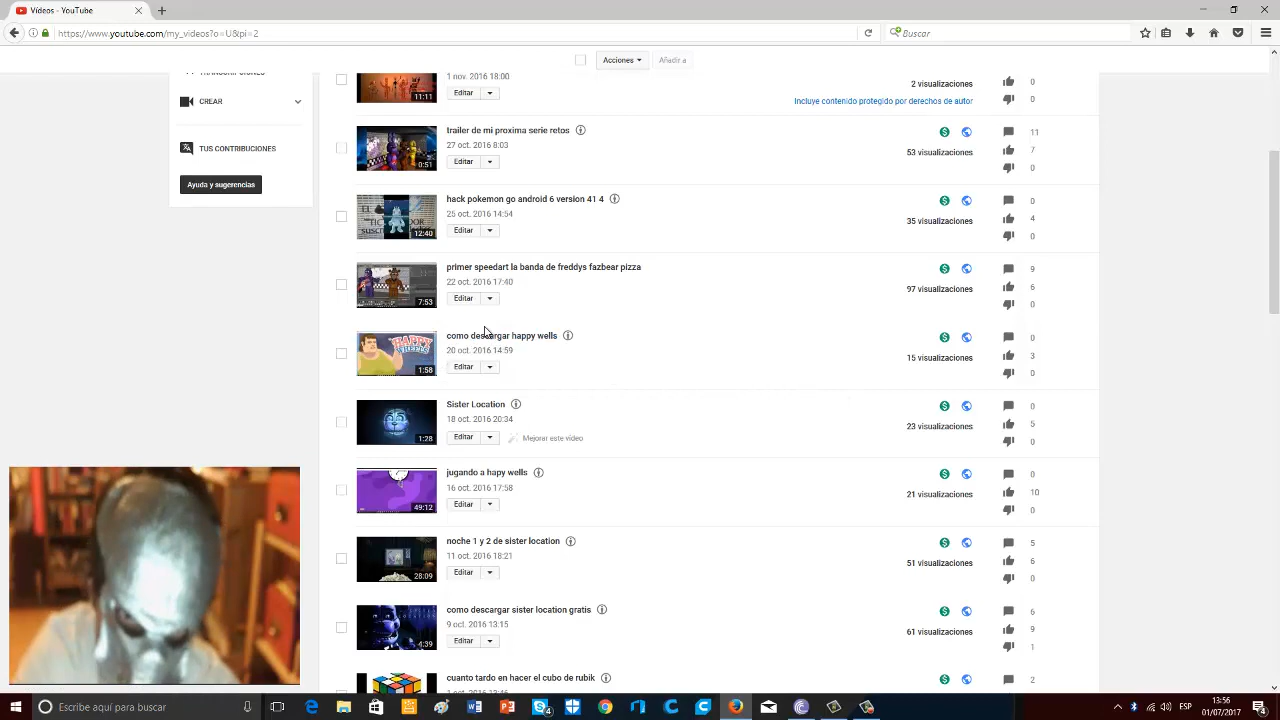 Vídeos - YouTube
https://www.youtube.com/my_videos?o=U&pi=2
Buscar
Acciones
Añadir a
TRANSCRIPCIONES
CREAR
TUS CONTRIBUCIONES
Ayuda y sugerencias
1 nov. 2016 18:00
Editar
11:11
2 visualizaciones
Incluye contenido protegido por derechos de autor
0
0
trailer de mi proxima serie retos
27 oct. 2016 8:03
Editar
0:51
53 visualizaciones
11
7
0
hack pokemon go android 6 version 41 4
25 oct. 2016 14:54
Editar
12:40
35 visualizaciones
0
4
0
primer speedart la banda de freddys fazbear pizza
22 oct. 2016 17:40
Editar
7:53
97 visualizaciones
9
6
0
como descargar happy wells
20 oct. 2016 14:59
Editar
HAPPY
WHEELS
1:58
15 visualizaciones
0
3
0
Sister Location
18 oct. 2016 20:34
Editar
Mejorar este vídeo
1:28
23 visualizaciones
0
5
0
jugando a hapy wells
16 oct. 2016 17:58
Editar
49:12
21 visualizaciones
0
10
0
noche 1 y 2 de sister location
11 oct. 2016 18:21
Editar
28:09
51 visualizaciones
5
6
0
como descargar sister location gratis
9 oct. 2016 13:15
Editar
4:39
61 visualizaciones
6
9
1
cuanto tardo en hacer el cubo de rubik
2
Escribe aquí para buscar
ESP
13:56
01/07/2017